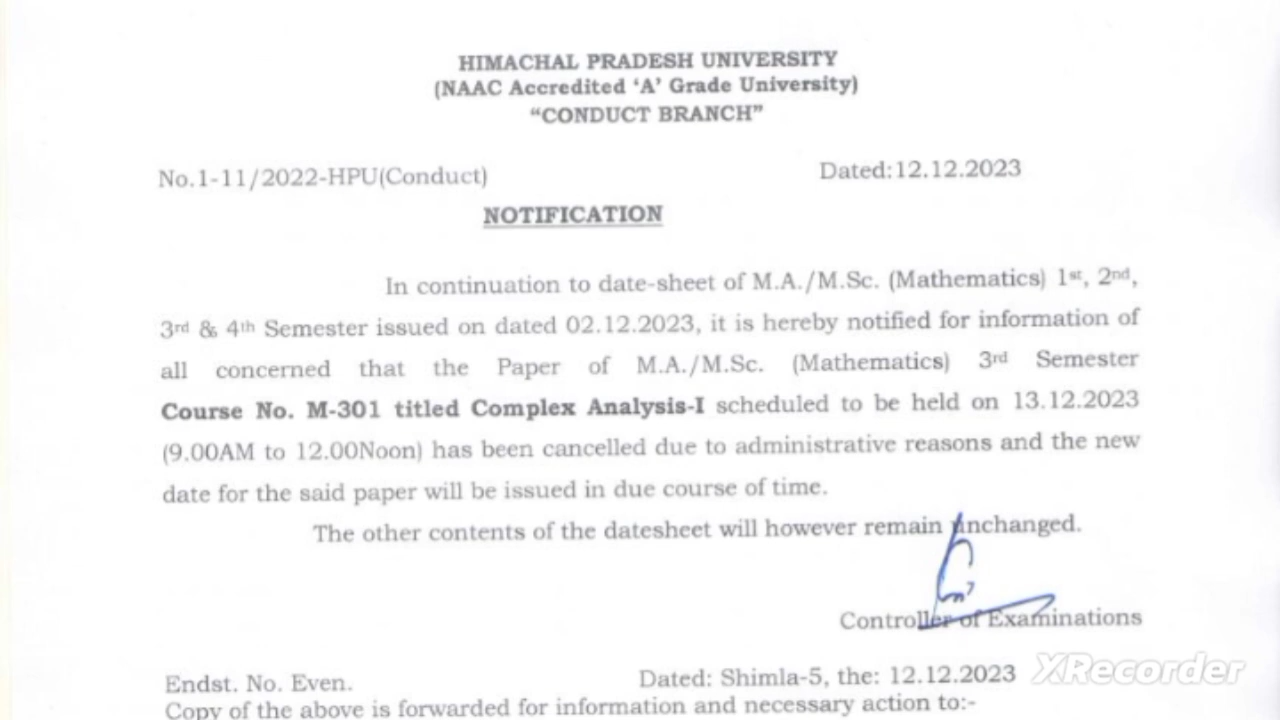 HIMACHAL PRADESH UNIVERSITY
(NAAC Accredited ‘A’ Grade University)
“CONDUCT BRANCH”
No.1-11/2022-HPU(Conduct) Dated:12.12.2023
NOTIFICATION
In continuation to date-sheet of M.A./M.Sc. (Mathematics) 1st, 2nd,
3rd & 4th Semester issued on dated 02.12.2023, it is hereby notified for information of
all concerned that the Paper of M.A./M.Sc. (Mathematics) 3rd Semester
Course No. M-301 titled Complex Analysis-I scheduled to be held on 13.12.2023
(9.00AM to 12.00Noon) has been cancelled due to administrative reasons and the new
date for the said paper will be issued in due course of time.
The other contents of the datesheet will however remain unchanged.
Controller of Examinations
Endst. No. Even. Dated: Shimla-5, the: 12.12.2023
Copy of the above is forwarded for information and necessary action to:-
XRecorder